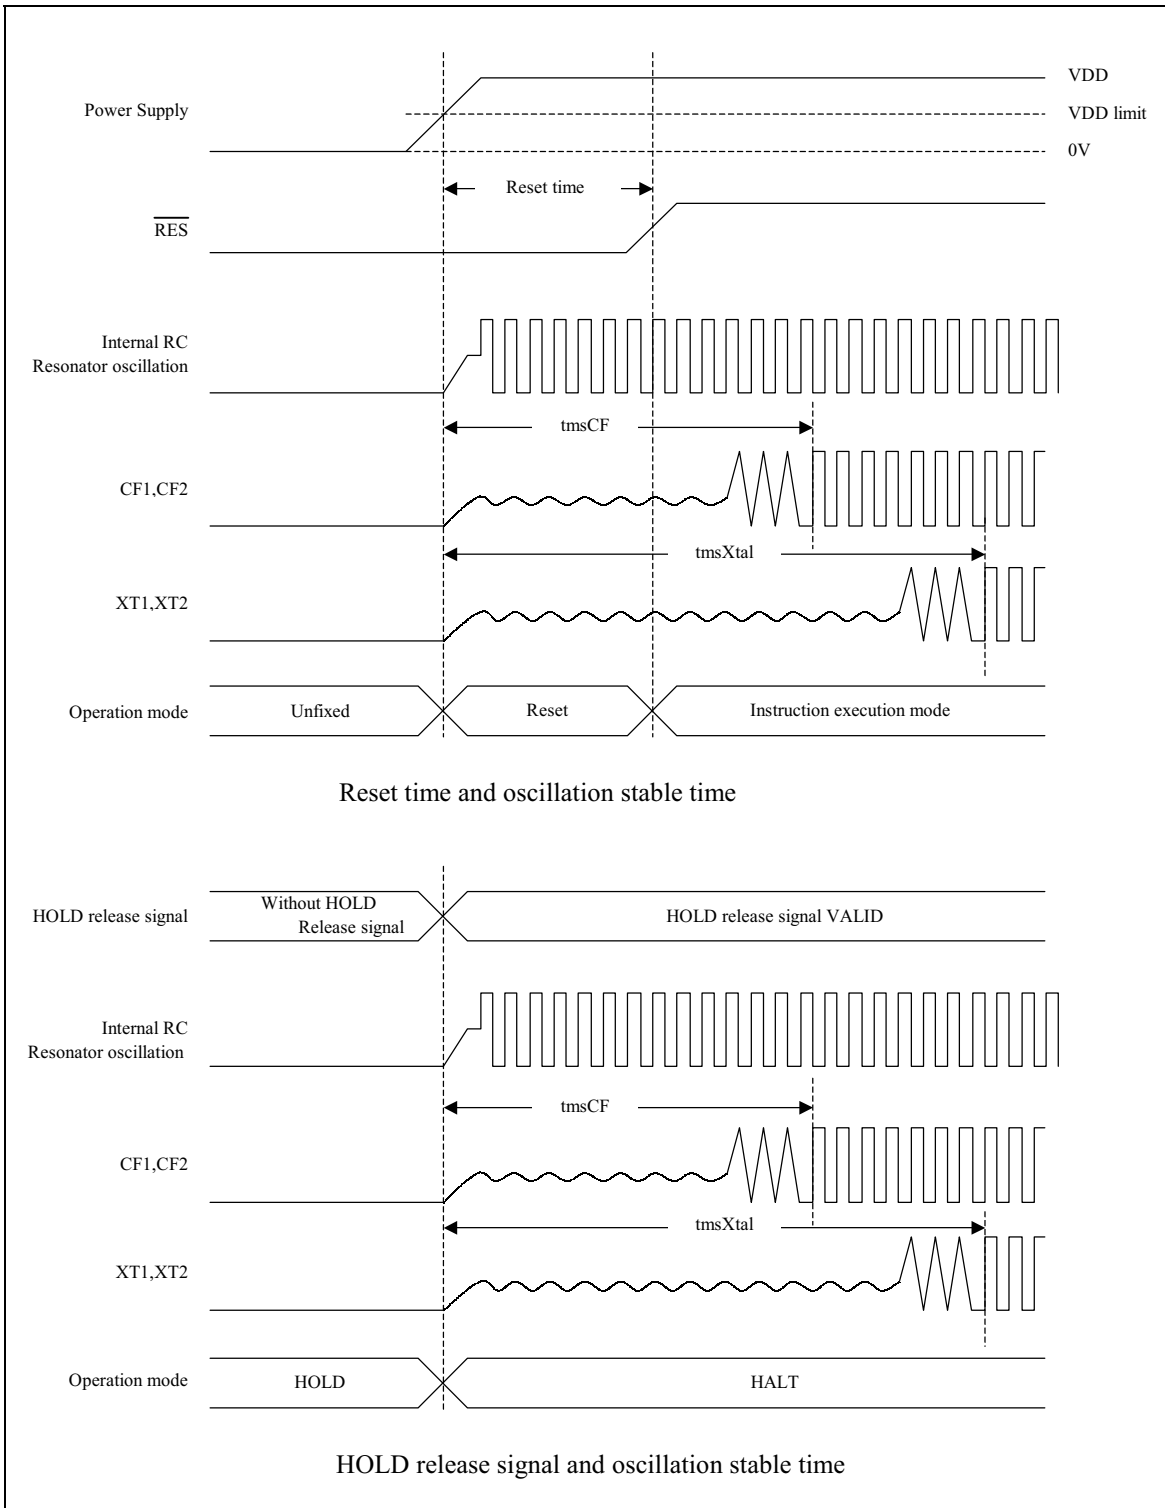 VDD
Power Supply
VDD limit
0V
Reset time
RES
Internal RC
Resonator oscillation
tmsCF
CF1,CF2
tmsXtal
XT1,XT2
Operation mode
Unfixed
Reset
Instruction execution mode
Reset time and oscillation stable time
HOLD release signal
Without HOLD
Release signal
HOLD release signal VALID
Internal RC
Resonator oscillation
tmsCF
CF1,CF2
tmsXtal
XT1,XT2
Operation mode
HOLD
HALT
HOLD release signal and oscillation stable time